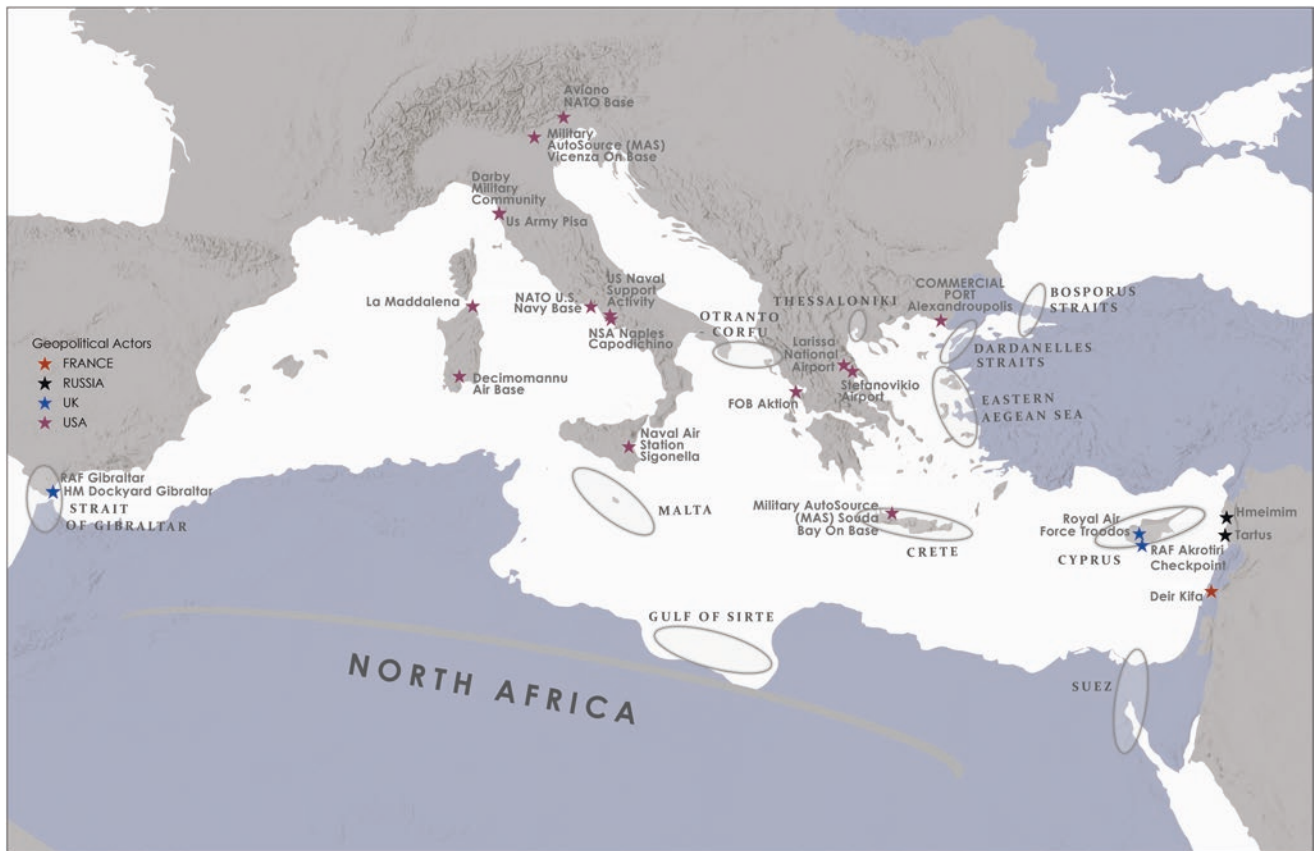 Aviano
NATO Base
Military
AutoSource (MAS)
Vicenza On Base
Darby
Military
Community
Us Army Pisa
La Maddalena
NATO U.S.
Navy Base
US Naval
Support
Activity
NSA Naples
Capodichino
OTRANTO
CORFU
THESSALONIKI
COMMERCIAL
PORT
Alexandroupolis
BOSPORUS
STRAITS
DARDANELLES
STRAITS
Larissa
National
Airport
Stefanovikio
Airport
EASTERN
AEGEAN SEA
FOB Aktion
Geopolitical Actors
FRANCE
RUSSIA
UK
USA
Decimomannu
Air Base
Naval Air
Station
Sigonella
RAF Gibraltar
HM Dockyard Gibraltar
STRAIT
OF GIBRALTAR
MALTA
Military AutoSource
(MAS) Souda
Bay On Base
CRETE
Royal Air
Force Troodos
CYPRUS
RAF Akrotiri
Checkpoint
Hmeimim
Tartus
Deir Kifa
GULF OF SIRTE
NORTH AFRICA
SUEZ